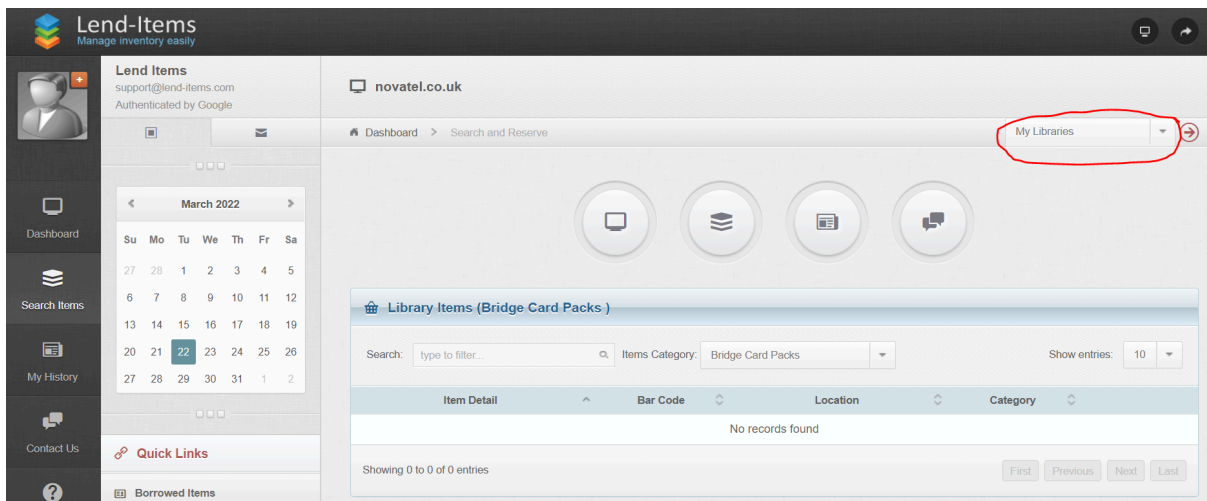 Lend-Items
Manage inventory easily
Lend Items
support@lend-items.com
Authenticated by Google
novatel.co.uk
Dashboard > Search and Reserve
My Libraries
March 2022
Su Mo Tu We Th Fr Sa
27 28 1 2 3 4 5
6 7 8 9 10 11 12
13 14 15 16 17 18 19
20 21 22 23 24 25 26
27 28 29 30 31 1 2
Dashboard
Search Items
My History
Contact Us
Quick Links
Borrowed Items
Library Items (Bridge Card Packs )
Search: type to filter... Items Category: Bridge Card Packs Show entries: 10
Item Detail Bar Code Location Category
No records found
Showing 0 to 0 of 0 entries
First Previous Next Last